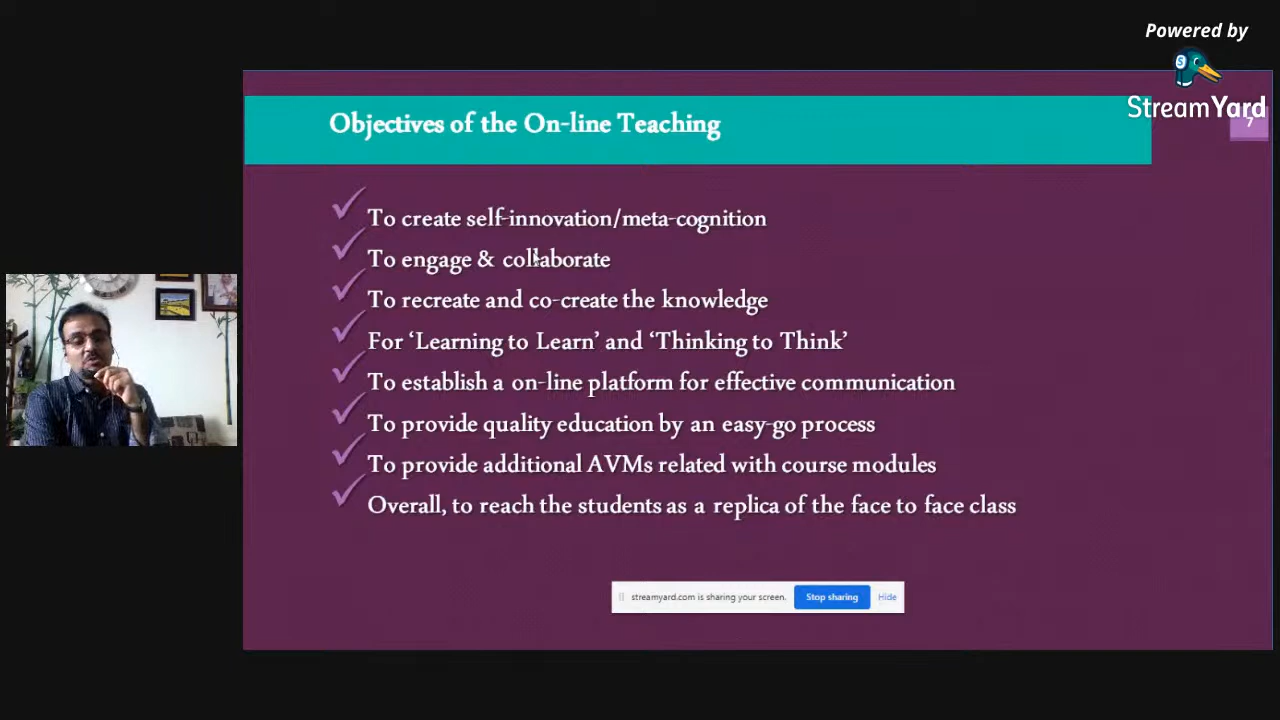 Powered by
StreamYard
7
Objectives of the On-line Teaching
To create self-innovation/meta-cognition
To engage & collaborate
To recreate and co-create the knowledge
For ‘Learning to Learn’ and ‘Thinking to Think’
To establish a on-line platform for effective communication
To provide quality education by an easy-go process
To provide additional AVMs related with course modules
Overall, to reach the students as a replica of the face to face class
streamyard.com is sharing your screen. Stop sharing Hide